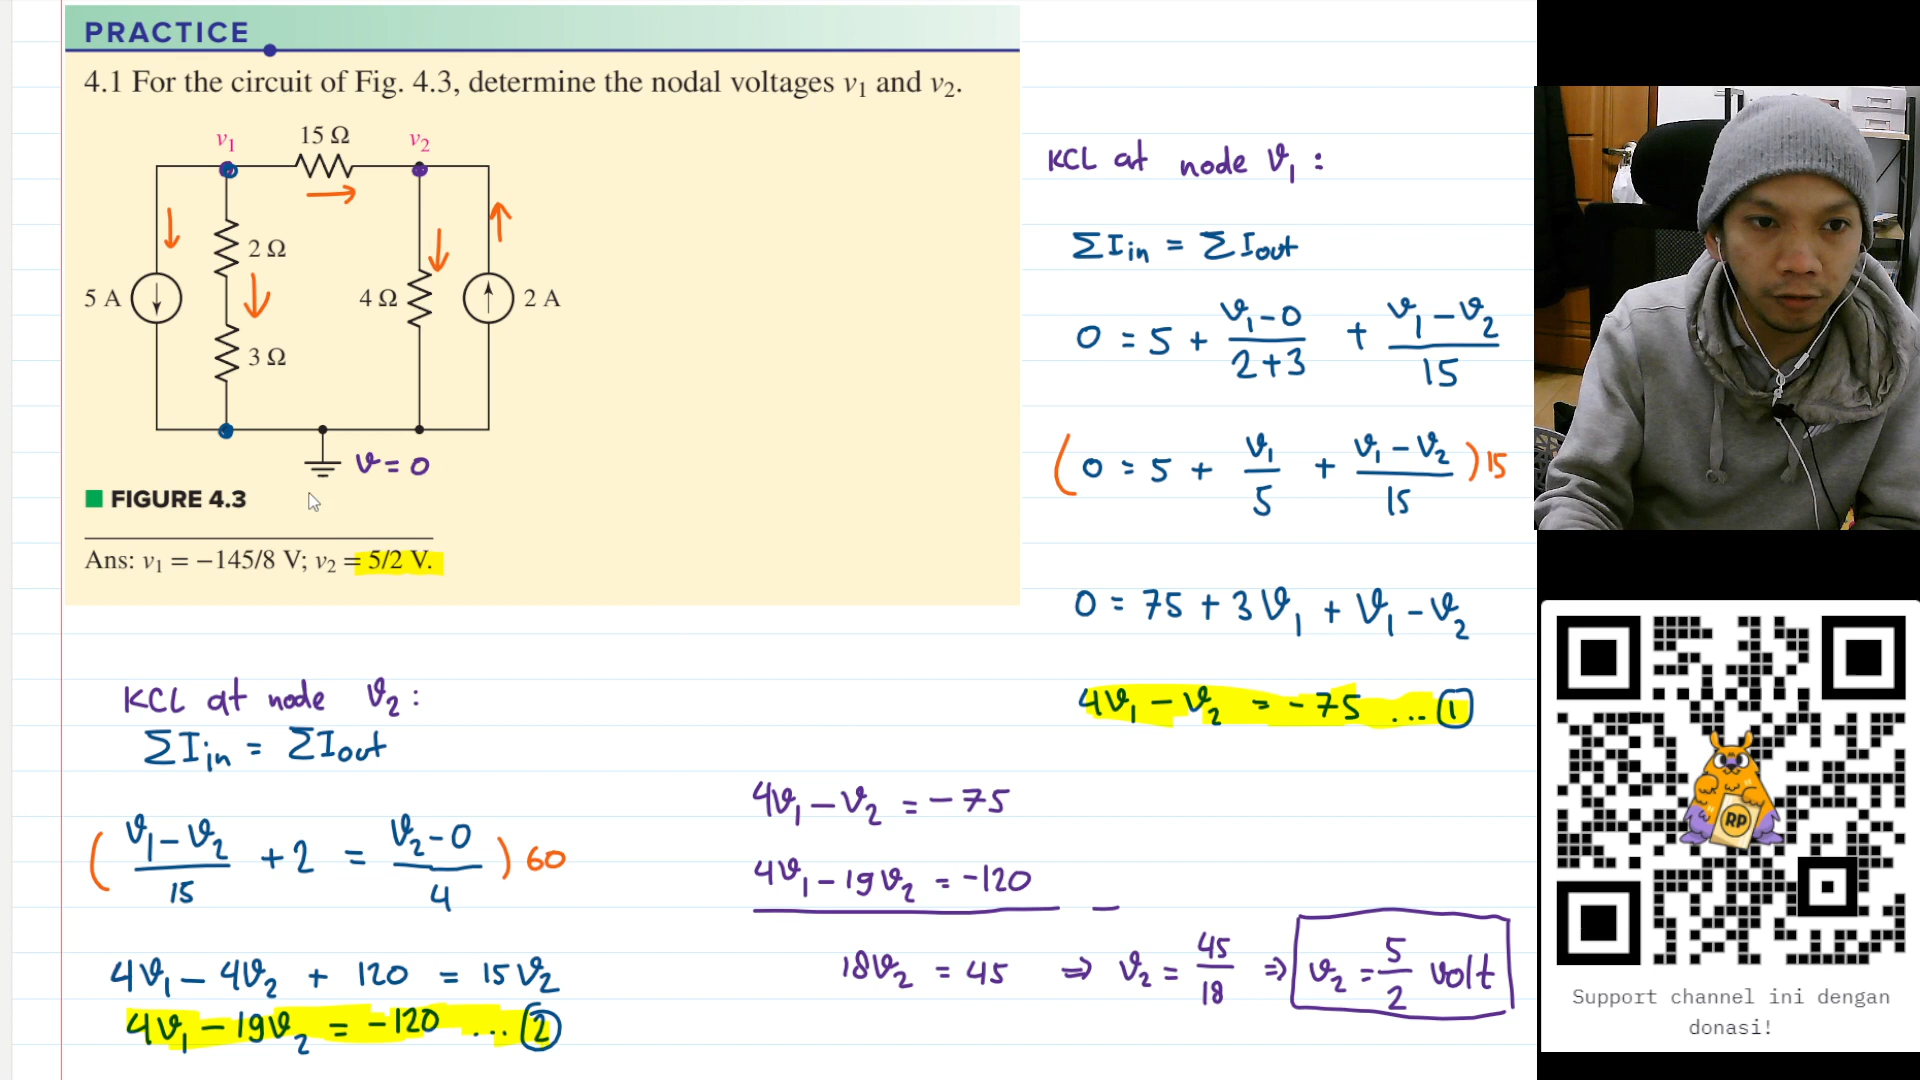 PRACTICE
4.1 For the circuit of Fig. 4.3, determine the nodal voltages v₁ and v₂.
v₁
15 Ω
v₂
2 Ω
5 A
4 Ω
2 A
3 Ω
v = 0
FIGURE 4.3
Ans: v₁ = −145/8 V; v₂ = 5/2 V.
KCL at node v₁ :
ΣIin = ΣIout
0 = 5 + (v₁ − 0)/(2+3) + (v₁ − v₂)/15
(0 = 5 + v₁/5 + (v₁ − v₂)/15) 15
0 = 75 + 3v₁ + v₁ − v₂
4v₁ − v₂ = −75 ... ①
KCL at node v₂ :
ΣIin = ΣIout
((v₁ − v₂)/15 + 2 = (v₂ − 0)/4) 60
4v₁ − 4v₂ + 120 = 15v₂
4v₁ − 19v₂ = −120 ... ②
4v₁ − v₂ = −75
4v₁ − 19v₂ = −120 −
18v₂ = 45 ⇒ v₂ = 45/18 ⇒ v₂ = 5/2 volt
RP
Support channel ini dengan
donasi!